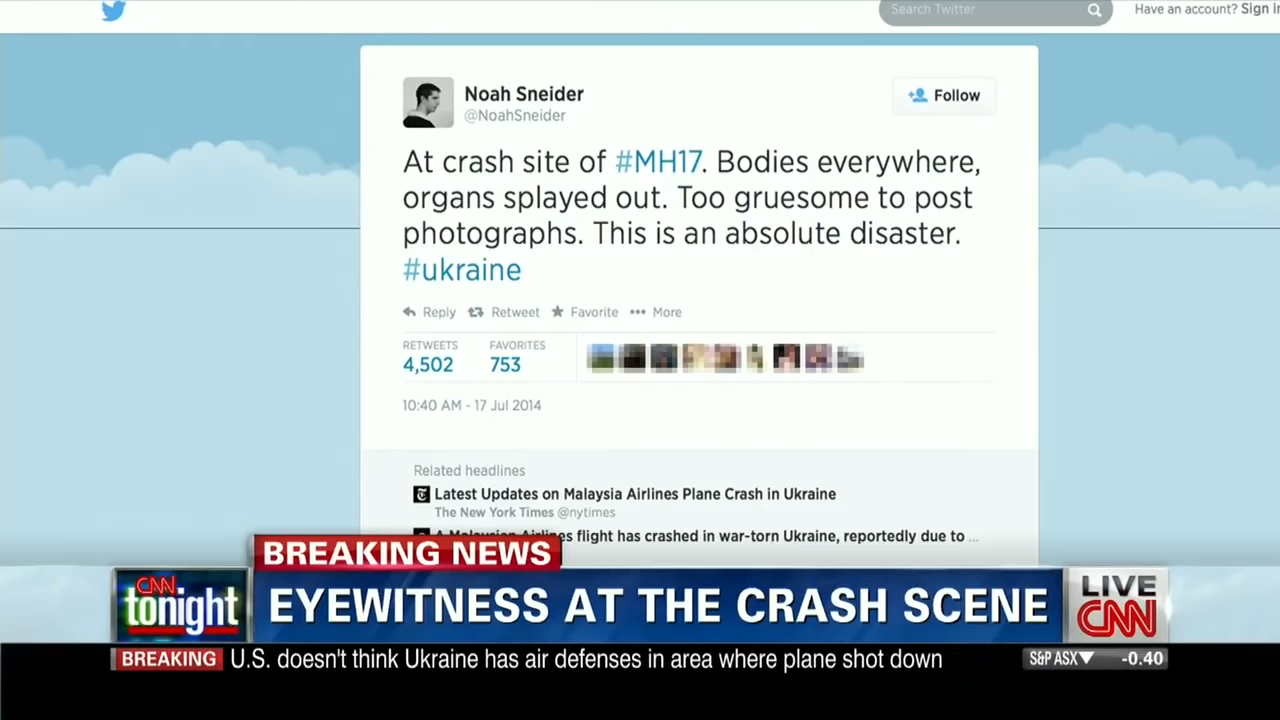 Search Twitter
Have an account? Sign in
Noah Sneider
@NoahSneider
Follow
At crash site of #MH17. Bodies everywhere,
organs splayed out. Too gruesome to post
photographs. This is an absolute disaster.
#ukraine
Reply Retweet Favorite ••• More
RETWEETS FAVORITES
4,502 753
10:40 AM - 17 Jul 2014
Related headlines
Latest Updates on Malaysia Airlines Plane Crash in Ukraine
The New York Times @nytimes
A Malaysian Airlines flight has crashed in war-torn Ukraine, reportedly due to ...
BREAKING NEWS
CNN
tonight
EYEWITNESS AT THE CRASH SCENE
LIVE
CNN
BREAKING U.S. doesn't think Ukraine has air defenses in area where plane shot down
S&P ASX▼ -0.40